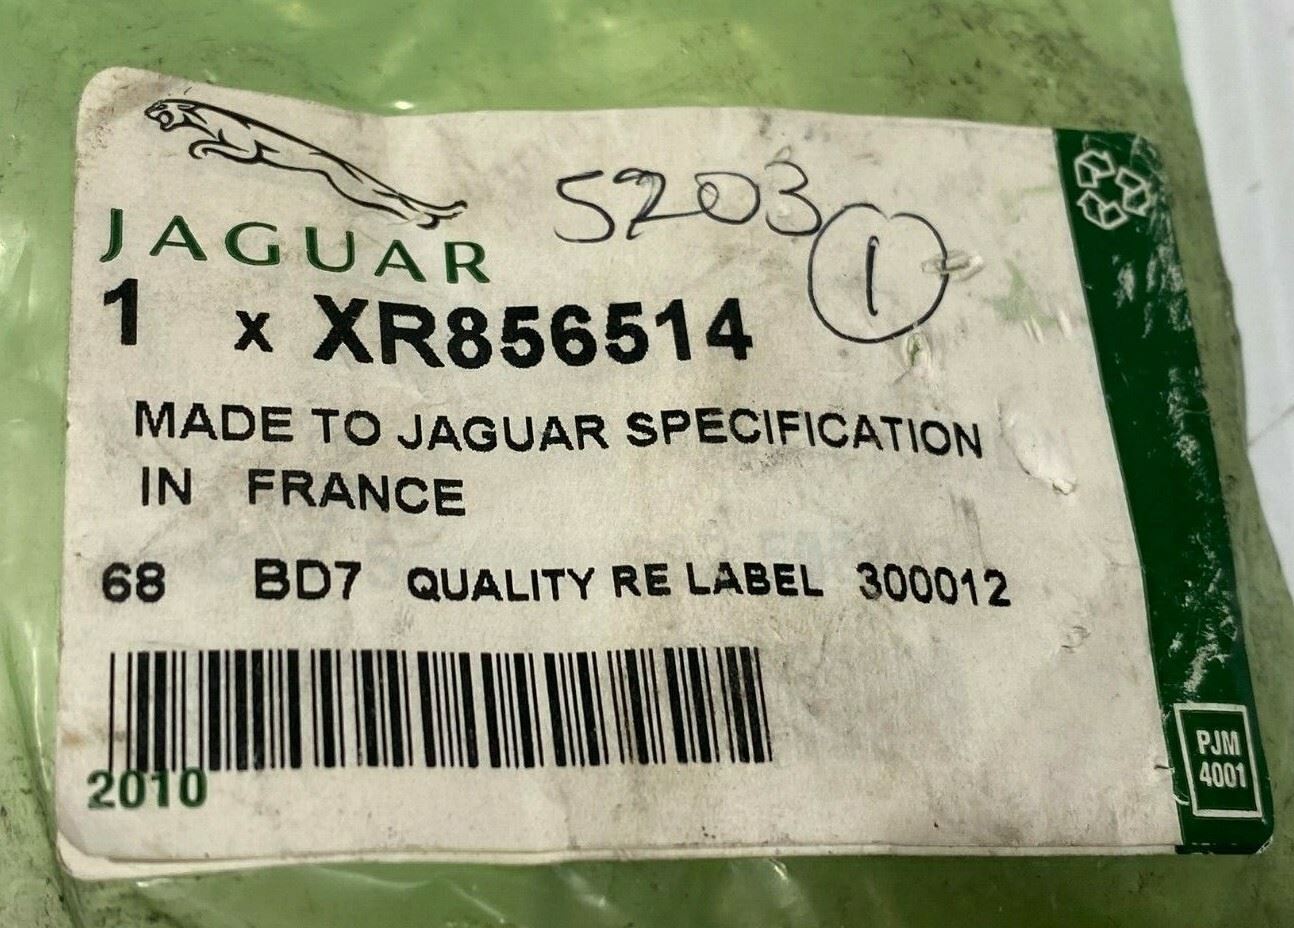 5203 1
JAGUAR
1 x XR856514
MADE TO JAGUAR SPECIFICATION
IN FRANCE
68 BD7 QUALITY RE LABEL 300012
2010
PJM
4001